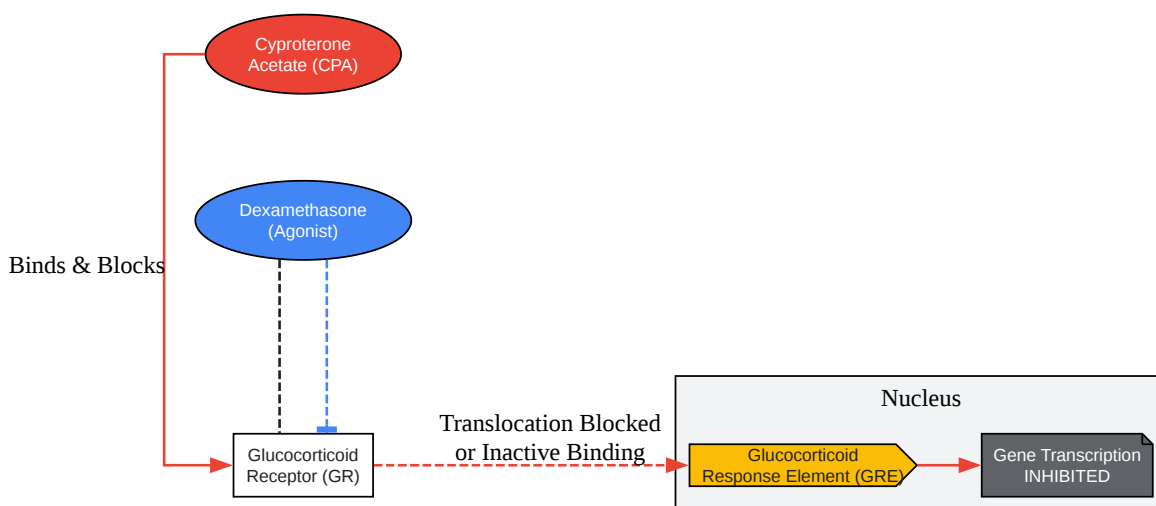 Cyproterone
Acetate (CPA)
Dexamethasone
(Agonist)
Binds & Blocks
Nucleus
Translocation Blocked
or Inactive Binding
Glucocorticoid
Receptor (GR)
Glucocorticoid
Response Element (GRE)
Gene Transcription
INHIBITED